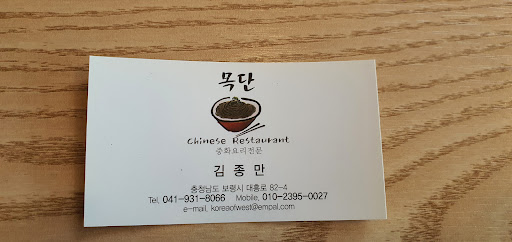 목단
Chinese Restaurant
중화요리전문
김 종 만
충청남도 보령시 대흥로 82-4
Tel. 041-931-8066 Mobile. 010-2395-0027
e-mail. koreaofwest@empal.com